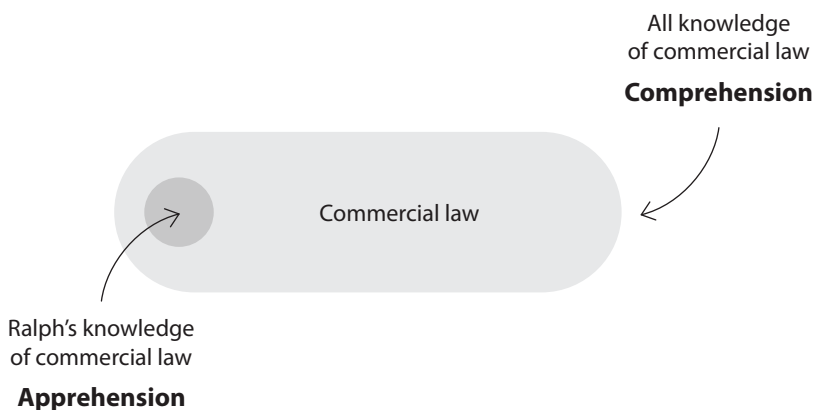 All knowledge
of commercial law
Comprehension
Commercial law
Ralph’s knowledge
of commercial law
Apprehension